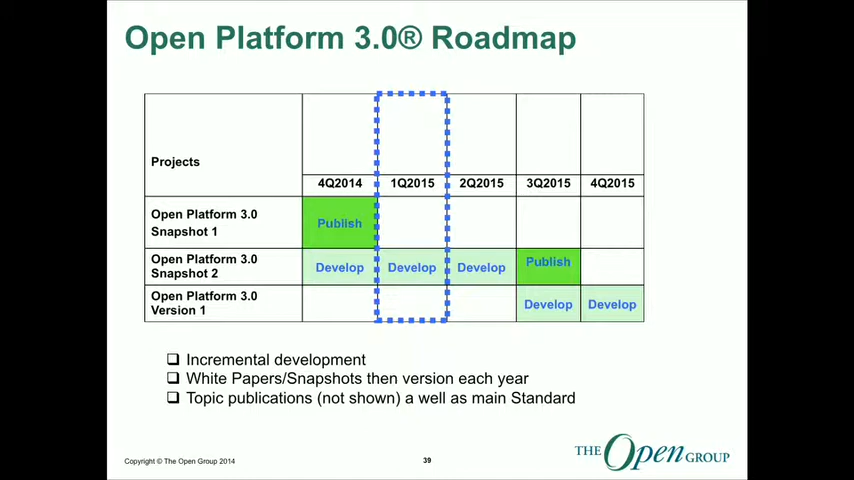 Open Platform 3.0® Roadmap
Projects
4Q2014 1Q2015 2Q2015 3Q2015 4Q2015
Open Platform 3.0
Snapshot 1
Publish
Open Platform 3.0
Snapshot 2
Develop Develop Develop Publish
Open Platform 3.0
Version 1
Develop Develop
❑ Incremental development
❑ White Papers/Snapshots then version each year
❑ Topic publications (not shown) a well as main Standard
Copyright © The Open Group 2014
39
THE Open GROUP